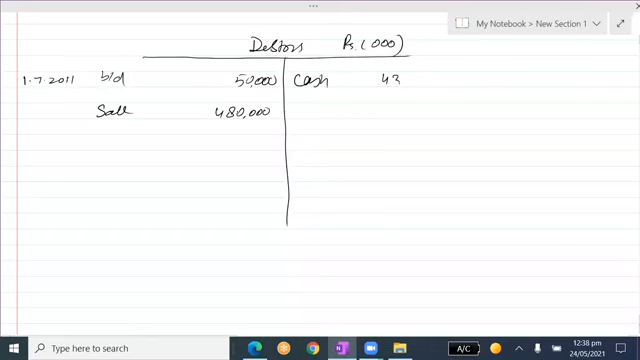 My Notebook > New Section 1
Debtors Rs.(000)
1.7.2011 b/d 50,000 Cash 43
Sale 480,000
Type here to search
A/C
12:38 pm
24/05/2021